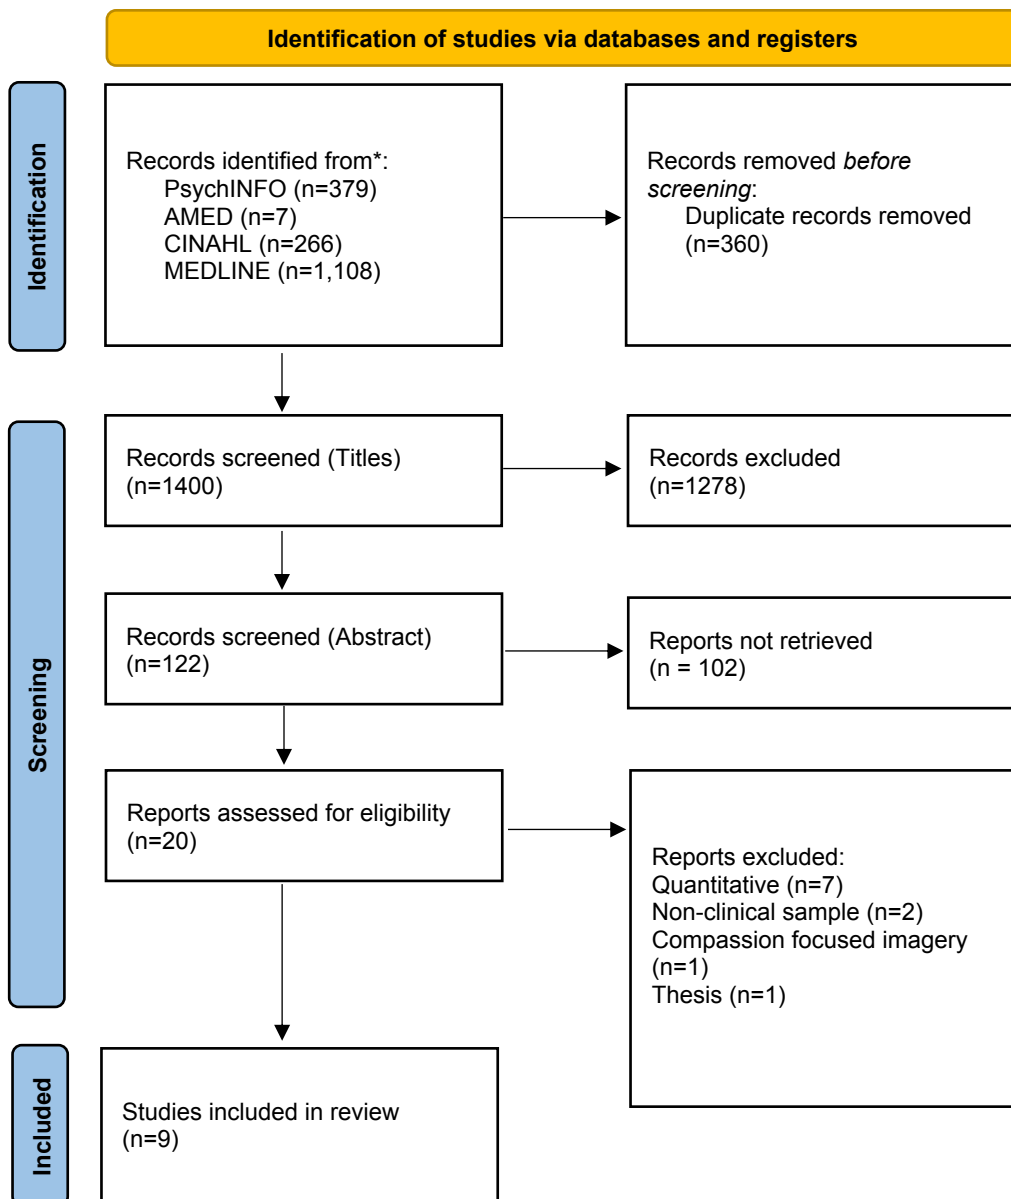 Identification of studies via databases and registers
Identification
Records identified from*:
PsychINFO (n=379)
AMED (n=7)
CINAHL (n=266)
MEDLINE (n=1,108)
Records removed before
screening:
Duplicate records removed
(n=360)
Screening
Records screened (Titles)
(n=1400)
Records excluded
(n=1278)
Records screened (Abstract)
(n=122)
Reports not retrieved
(n = 102)
Reports assessed for eligibility
(n=20)
Reports excluded:
Quantitative (n=7)
Non-clinical sample (n=2)
Compassion focused imagery
(n=1)
Thesis (n=1)
Included
Studies included in review
(n=9)